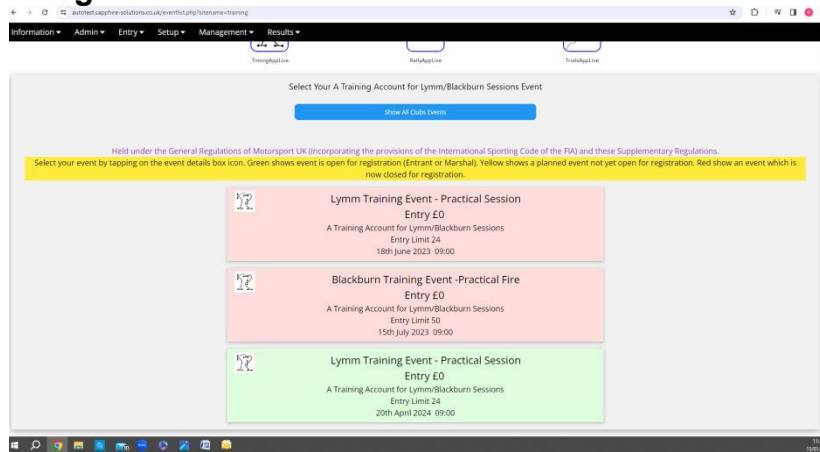 autotest.sapphire-solutions.co.uk/eventlist.php?sitename=training
Information Admin Entry Setup Management Results
TimingAppLive RallyAppLive TrialsAppLive
Select Your A Training Account for Lymm/Blackburn Sessions Event
Show All Clubs Events
Held under the General Regulations of Motorsport UK (incorporating the provisions of the International Sporting Code of the FIA) and these Supplementary Regulations.
Select your event by tapping on the event details box icon. Green shows event is open for registration (Entrant or Marshal). Yellow shows a planned event not yet open for registration. Red show an event which is
now closed for registration.
Lymm Training Event - Practical Session
Entry £0
A Training Account for Lymm/Blackburn Sessions
Entry Limit 24
18th June 2023 09:00
Blackburn Training Event -Practical Fire
Entry £0
A Training Account for Lymm/Blackburn Sessions
Entry Limit 50
15th July 2023 09:00
Lymm Training Event - Practical Session
Entry £0
A Training Account for Lymm/Blackburn Sessions
Entry Limit 24
20th April 2024 09:00